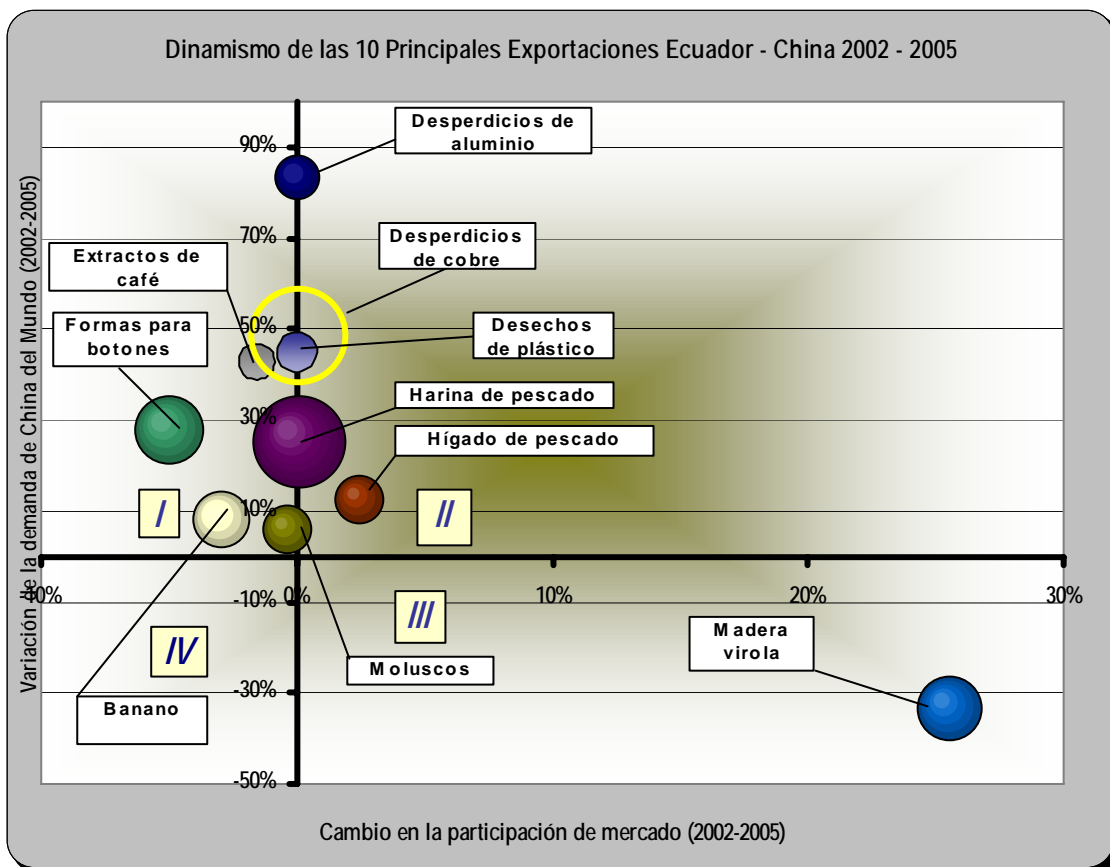 Dinamismo de las 10 Principales Exportaciones Ecuador - China 2002 - 2005
Variación de la demanda de China del Mundo (2002-2005)
90%
70%
50%
30%
10%
-10%
-30%
-50%
Desperdicios de
aluminio
Desperdicios
de cobre
Extractos de
café
Formas para
botones
Desechos
de plástico
Harina de pescado
Hígado de pescado
I
II
III
IV
-10%
0%
10%
20%
30%
Madera
virola
Moluscos
Banano
Cambio en la participación de mercado (2002-2005)